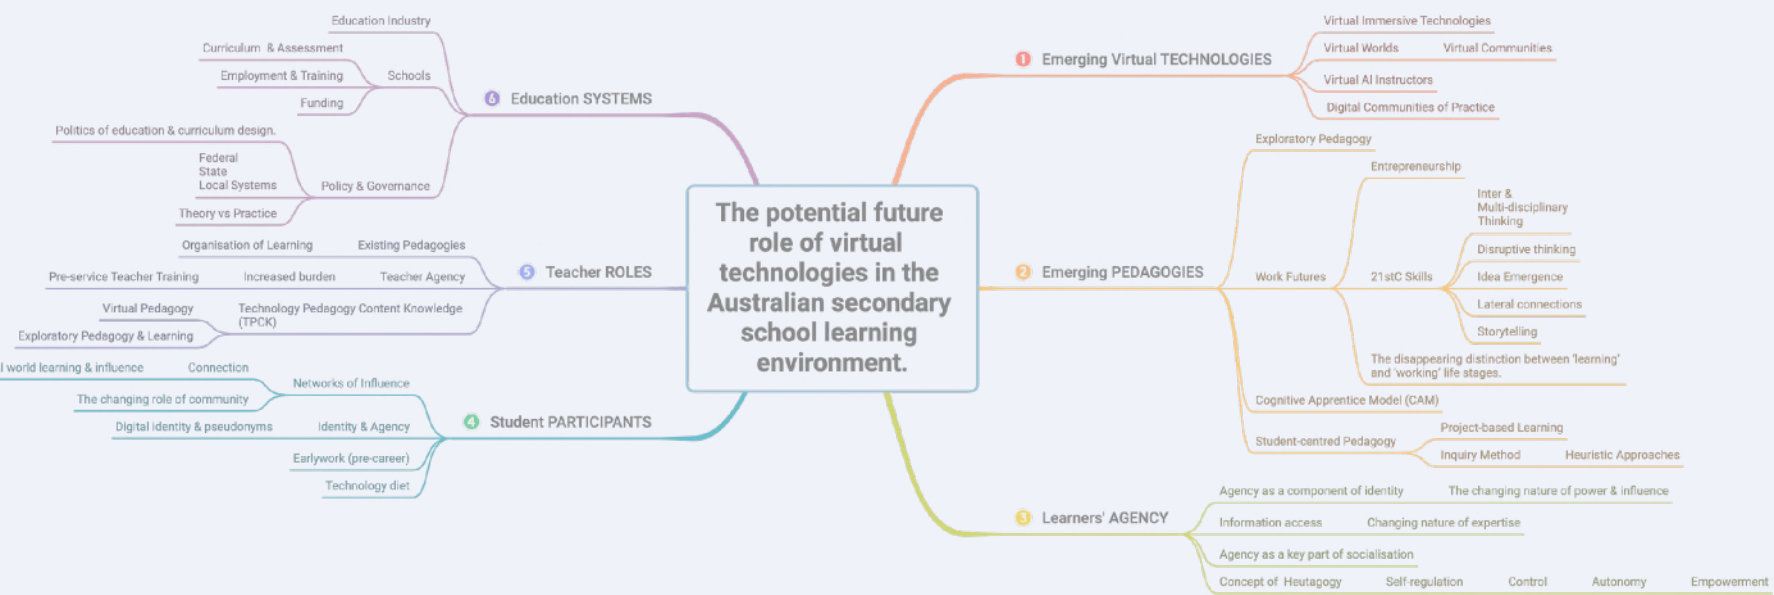 The potential future
role of virtual
technologies in the
Australian secondary
school learning
environment.
1 Emerging Virtual TECHNOLOGIES
Virtual Immersive Technologies
Virtual Worlds Virtual Communities
Virtual AI Instructors
Digital Communities of Practice
2 Emerging PEDAGOGIES
Exploratory Pedagogy
Work Futures
Entrepreneurship
21stC Skills
Inter &
Multi-disciplinary
Thinking
Disruptive thinking
Idea Emergence
Lateral connections
Storytelling
The disappearing distinction between 'learning'
and 'working' life stages.
Cognitive Apprentice Model (CAM)
Student-centred Pedagogy
Project-based Learning
Inquiry Method Heuristic Approaches
3 Learners' AGENCY
Agency as a component of identity The changing nature of power & influence
Information access Changing nature of expertise
Agency as a key part of socialisation
Concept of Heutagogy Self-regulation Control Autonomy Empowerment
4 Student PARTICIPANTS
Networks of Influence
Connection
world learning & influence
The changing role of community
Identity & Agency
Digital identity & pseudonyms
Earlywork (pre-career)
Technology diet
5 Teacher ROLES
Existing Pedagogies
Organisation of Learning
Teacher Agency
Increased burden
Pre-service Teacher Training
Technology Pedagogy Content Knowledge
(TPCK)
Virtual Pedagogy
Exploratory Pedagogy & Learning
6 Education SYSTEMS
Education Industry
Schools
Curriculum & Assessment
Employment & Training
Funding
Policy & Governance
Politics of education & curriculum design.
Federal
State
Local Systems
Theory vs Practice